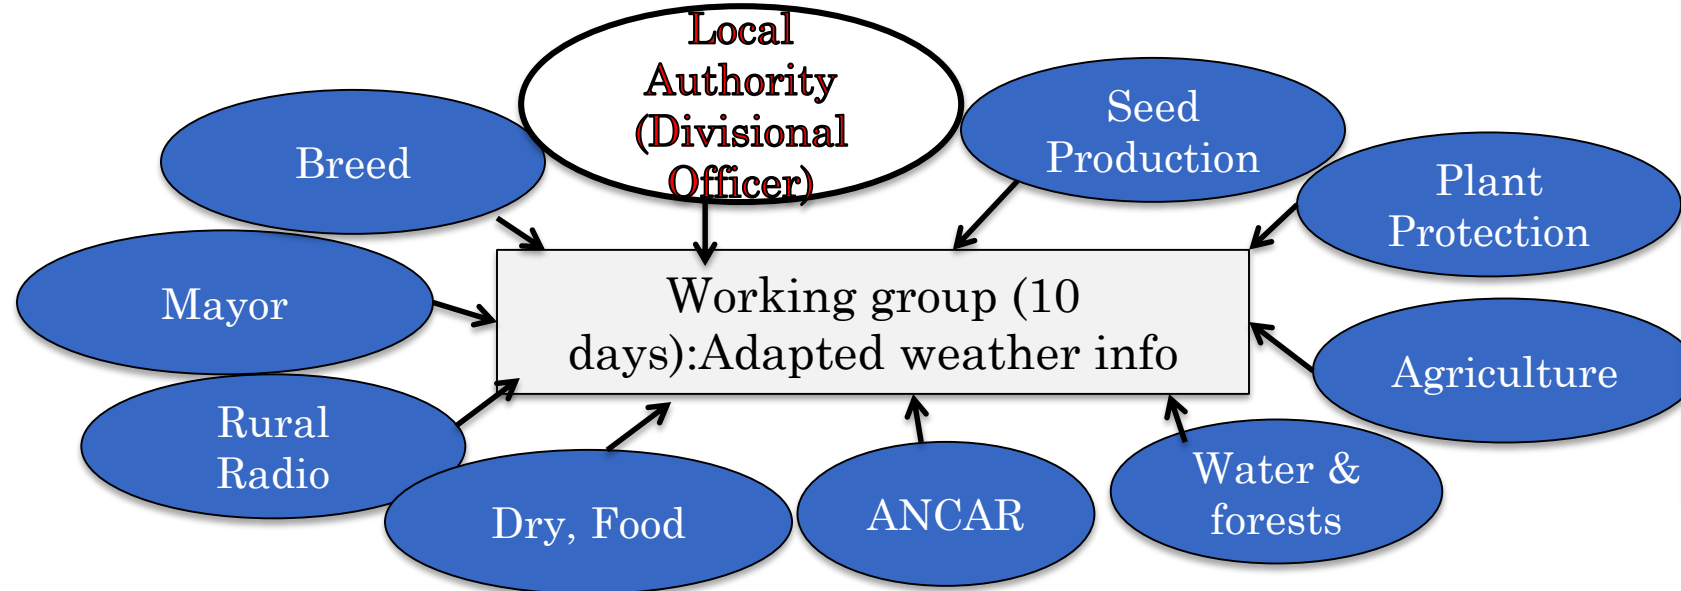 Local
Authority
(Divisional
Officer)
Seed
Production
Breed
Plant
Protection
Mayor
Working group (10
days):Adapted weather info
Agriculture
Rural
Radio
Dry, Food
ANCAR
Water &
forests